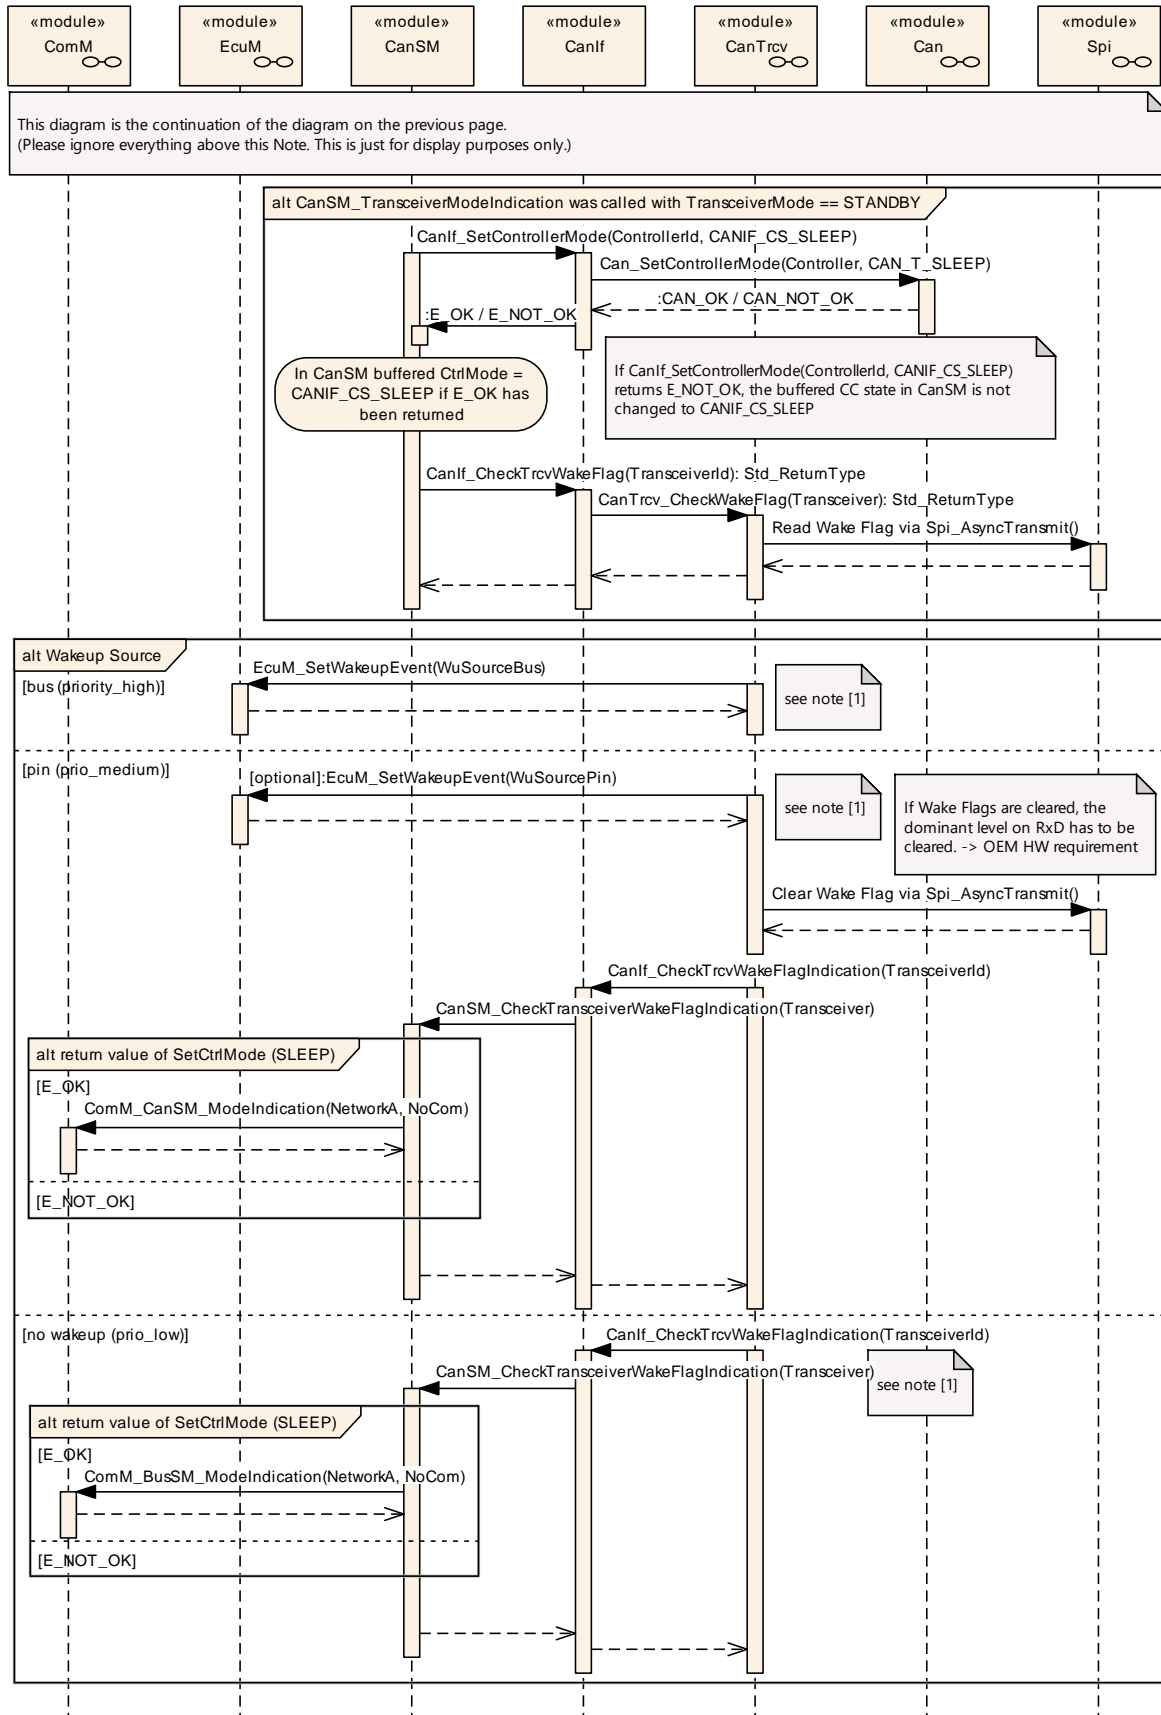 «module»
ComM
«module»
EcuM
«module»
CanSM
«module»
CanIf
«module»
CanTrcv
«module»
Can
«module»
Spi
This diagram is the continuation of the diagram on the previous page.
(Please ignore everything above this Note. This is just for display purposes only.)
alt CanSM_TransceiverModeIndication was called with TransceiverMode == STANDBY
CanIf_SetControllerMode(ControllerId, CANIF_CS_SLEEP)
Can_SetControllerMode(Controller, CAN_T_SLEEP)
:CAN_OK / CAN_NOT_OK
:E_OK / E_NOT_OK
In CanSM buffered CtrlMode =
CANIF_CS_SLEEP if E_OK has
been returned
If CanIf_SetControllerMode(ControllerId, CANIF_CS_SLEEP)
returns E_NOT_OK, the buffered CC state in CanSM is not
changed to CANIF_CS_SLEEP
CanIf_CheckTrcvWakeFlag(TransceiverId): Std_ReturnType
CanTrcv_CheckWakeFlag(Transceiver): Std_ReturnType
Read Wake Flag via Spi_AsyncTransmit()
alt Wakeup Source
[bus (priority_high)]
EcuM_SetWakeupEvent(WuSourceBus)
see note [1]
[pin (prio_medium)]
[optional]:EcuM_SetWakeupEvent(WuSourcePin)
see note [1]
If Wake Flags are cleared, the
dominant level on RxD has to be
cleared. -> OEM HW requirement
Clear Wake Flag via Spi_AsyncTransmit()
CanIf_CheckTrcvWakeFlagIndication(TransceiverId)
CanSM_CheckTransceiverWakeFlagIndication(Transceiver)
alt return value of SetCtrlMode (SLEEP)
[E_OK]
ComM_CanSM_ModeIndication(NetworkA, NoCom)
[E_NOT_OK]
[no wakeup (prio_low)]
CanIf_CheckTrcvWakeFlagIndication(TransceiverId)
CanSM_CheckTransceiverWakeFlagIndication(Transceiver)
see note [1]
alt return value of SetCtrlMode (SLEEP)
[E_OK]
ComM_BusSM_ModeIndication(NetworkA, NoCom)
[E_NOT_OK]